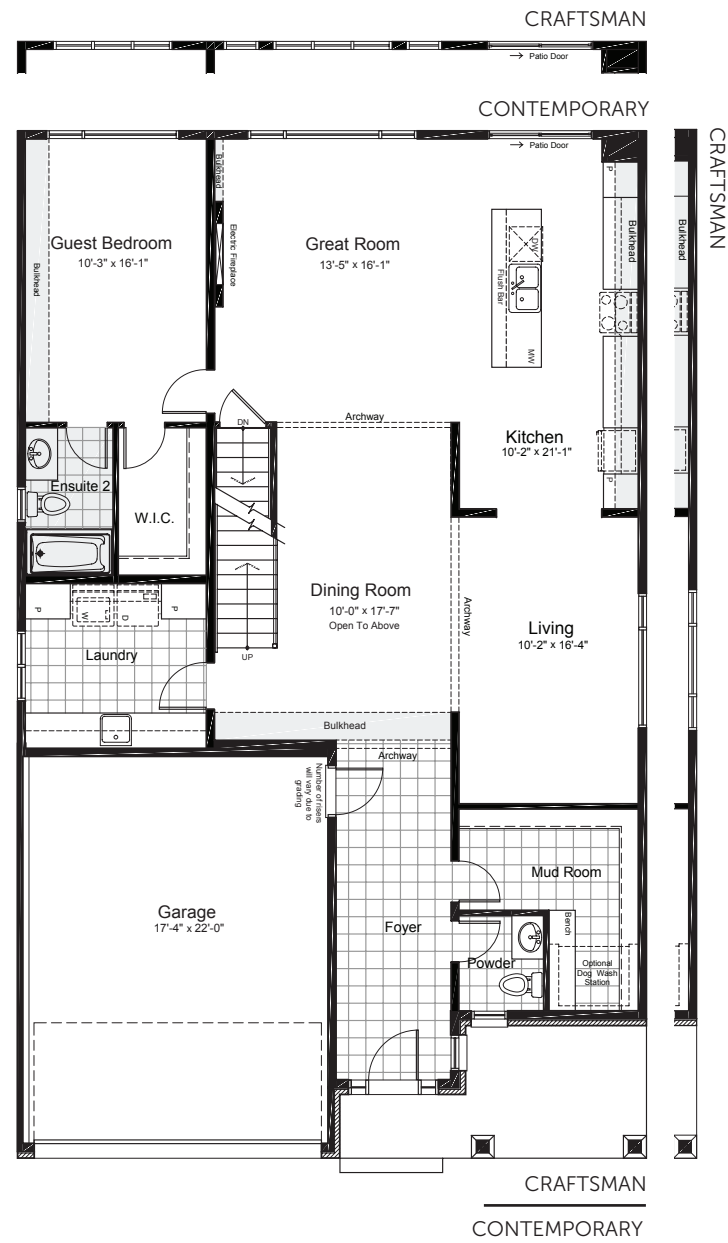 CRAFTSMAN
Patio Door
CONTEMPORARY
Patio Door
CRAFTSMAN
P
Bulkhead
Bulkhead
Bulkhead
Bulkhead
Guest Bedroom
10'-3" x 16'-1"
Electric Fireplace
Great Room
13'-5" x 16'-1"
DW
Flush Bar
MW
DN
Archway
Kitchen
10'-2" x 21'-1"
P
Ensuite 2
W.I.C.
Dining Room
10'-0" x 17'-7"
Open To Above
Archway
Living
10'-2" x 16'-4"
P
W
D
P
Laundry
UP
Bulkhead
Archway
Number of risers
will vary due to
grading
Mud Room
Garage
17'-4" x 22'-0"
Foyer
Bench
Powder
Optional
Dog Wash
Station
CRAFTSMAN
CONTEMPORARY